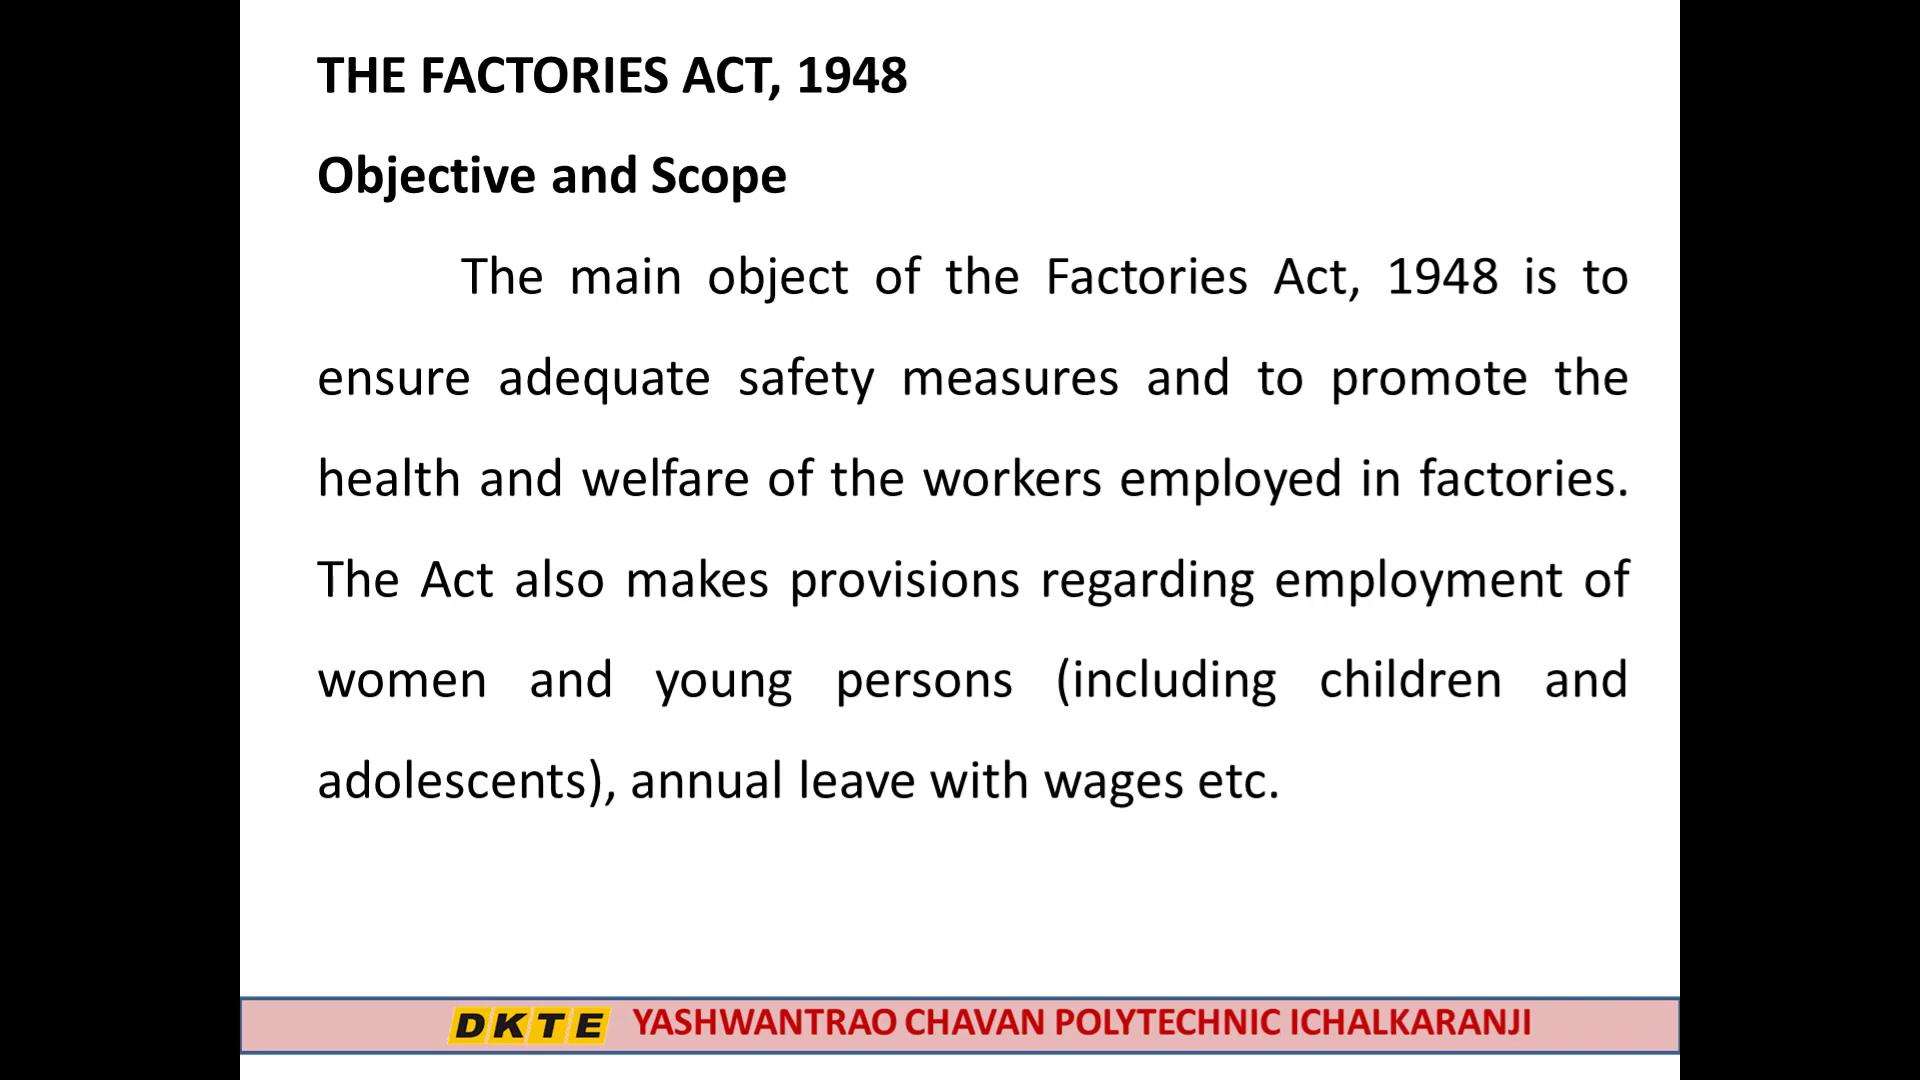 THE FACTORIES ACT, 1948
Objective and Scope
The main object of the Factories Act, 1948 is to
ensure adequate safety measures and to promote the
health and welfare of the workers employed in factories.
The Act also makes provisions regarding employment of
women and young persons (including children and
adolescents), annual leave with wages etc.
DKTE YASHWANTRAO CHAVAN POLYTECHNIC ICHALKARANJI